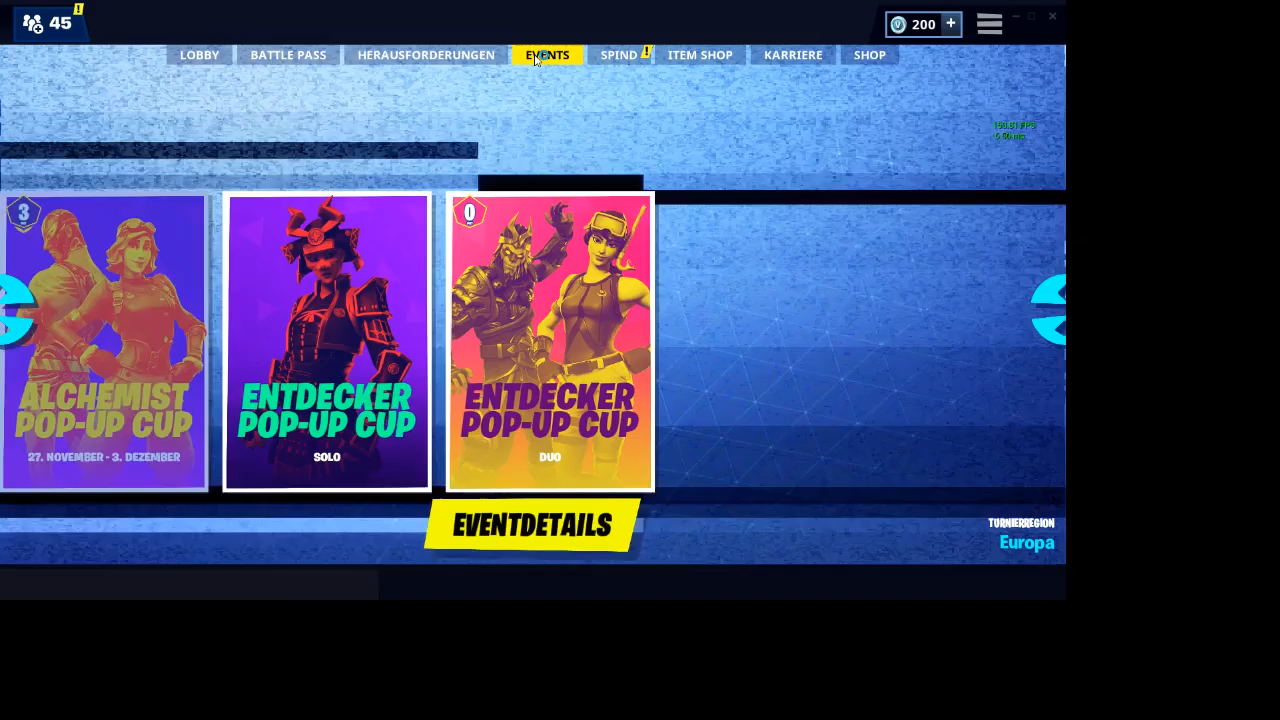 45
!
200
+
LOBBY
BATTLE PASS
HERAUSFORDERUNGEN
EVENTS
SPIND
!
ITEM SHOP
KARRIERE
SHOP
3
ALCHEMIST
POP-UP CUP
27. NOVEMBER - 3. DEZEMBER
ENTDECKER
POP-UP CUP
SOLO
0
ENTDECKER
POP-UP CUP
DUO
EVENTDETAILS
TURNIERREGION
Europa